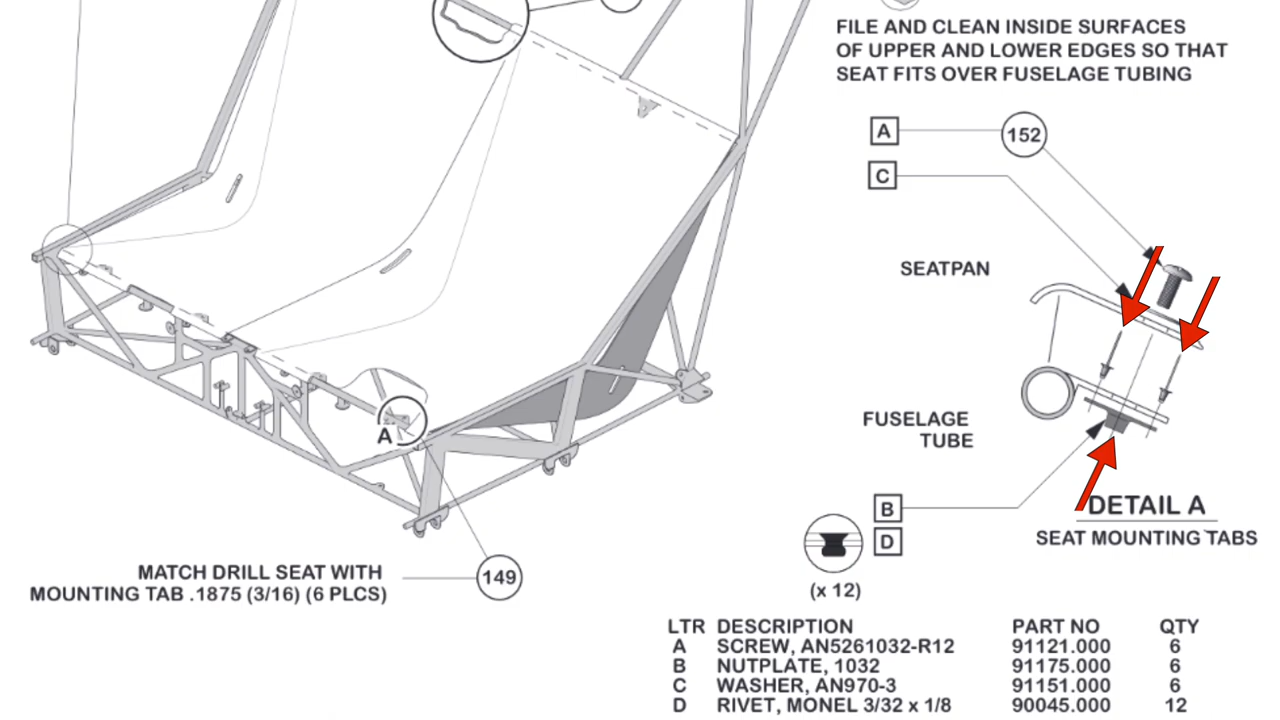 FILE AND CLEAN INSIDE SURFACES
OF UPPER AND LOWER EDGES SO THAT
SEAT FITS OVER FUSELAGE TUBING
A
152
C
SEATPAN
FUSELAGE
TUBE
A
B
DETAIL A
D
SEAT MOUNTING TABS
(x 12)
MATCH DRILL SEAT WITH
MOUNTING TAB .1875 (3/16) (6 PLCS)
149
LTR DESCRIPTION PART NO QTY
A SCREW, AN5261032-R12 91121.000 6
B NUTPLATE, 1032 91175.000 6
C WASHER, AN970-3 91151.000 6
D RIVET, MONEL 3/32 x 1/8 90045.000 12